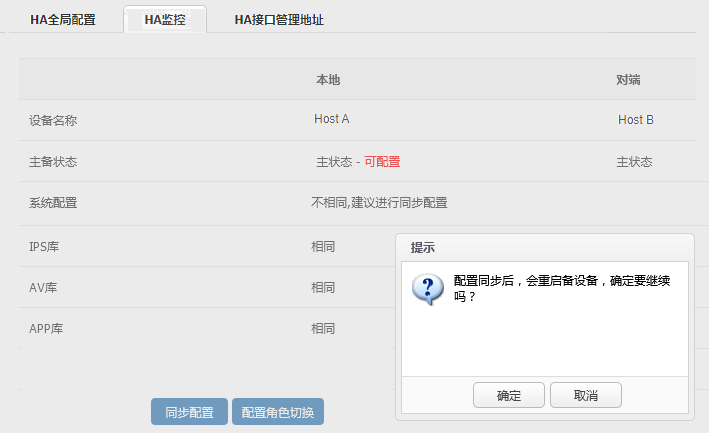 HA全局配置 HA监控 HA接口管理地址
本地 对端
设备名称 Host A Host B
主备状态 主状态 - 可配置 主状态
系统配置 不相同,建议进行同步配置
IPS库 相同
提示
AV库 相同
APP库 相同
配置同步后，会重启备设备，确定要继续
吗？
确定 取消
同步配置 配置角色切换